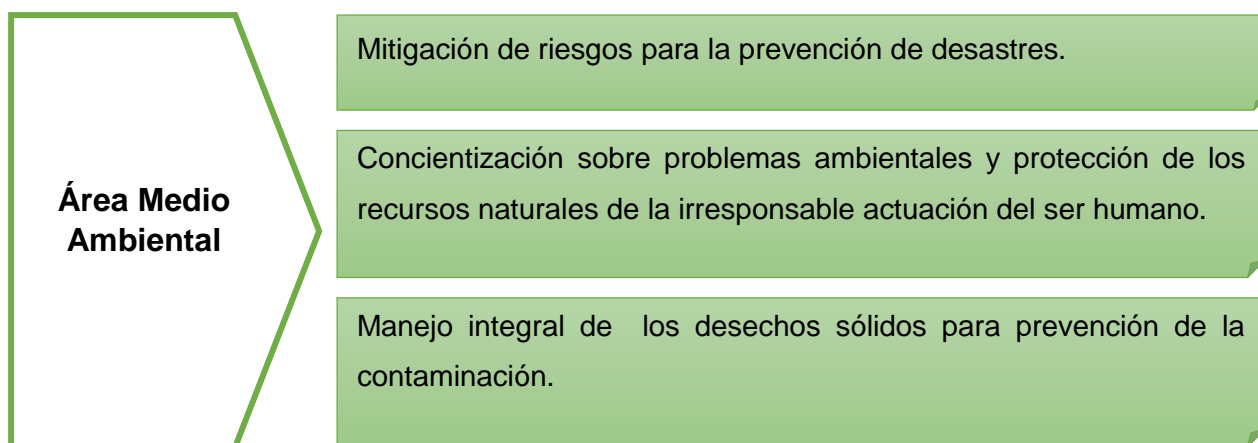 Área Medio
Ambiental
Mitigación de riesgos para la prevención de desastres.
Concientización sobre problemas ambientales y protección de los
recursos naturales de la irresponsable actuación del ser humano.
Manejo integral de los desechos sólidos para prevención de la
contaminación.